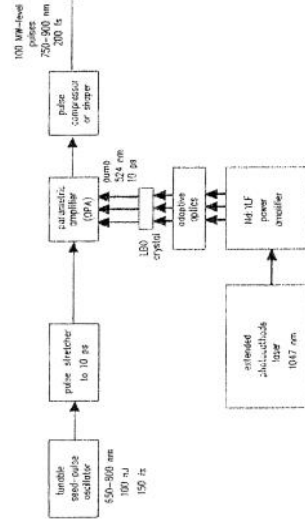 tunable
seed-pulse
oscillator
650-800 nm
100 nJ
150 fs
pulse stretcher
to 10 ps
parametric
amplifier
(OPA)
pulse
compressor
or shaper
100 MW-level
pulses
750-900 nm
200 fs
pump
524 nm
10 ps
LBO
crystal
adaptive
optics
Nd:YLF
power
amplifier
extended
photocathode
laser
1047 nm